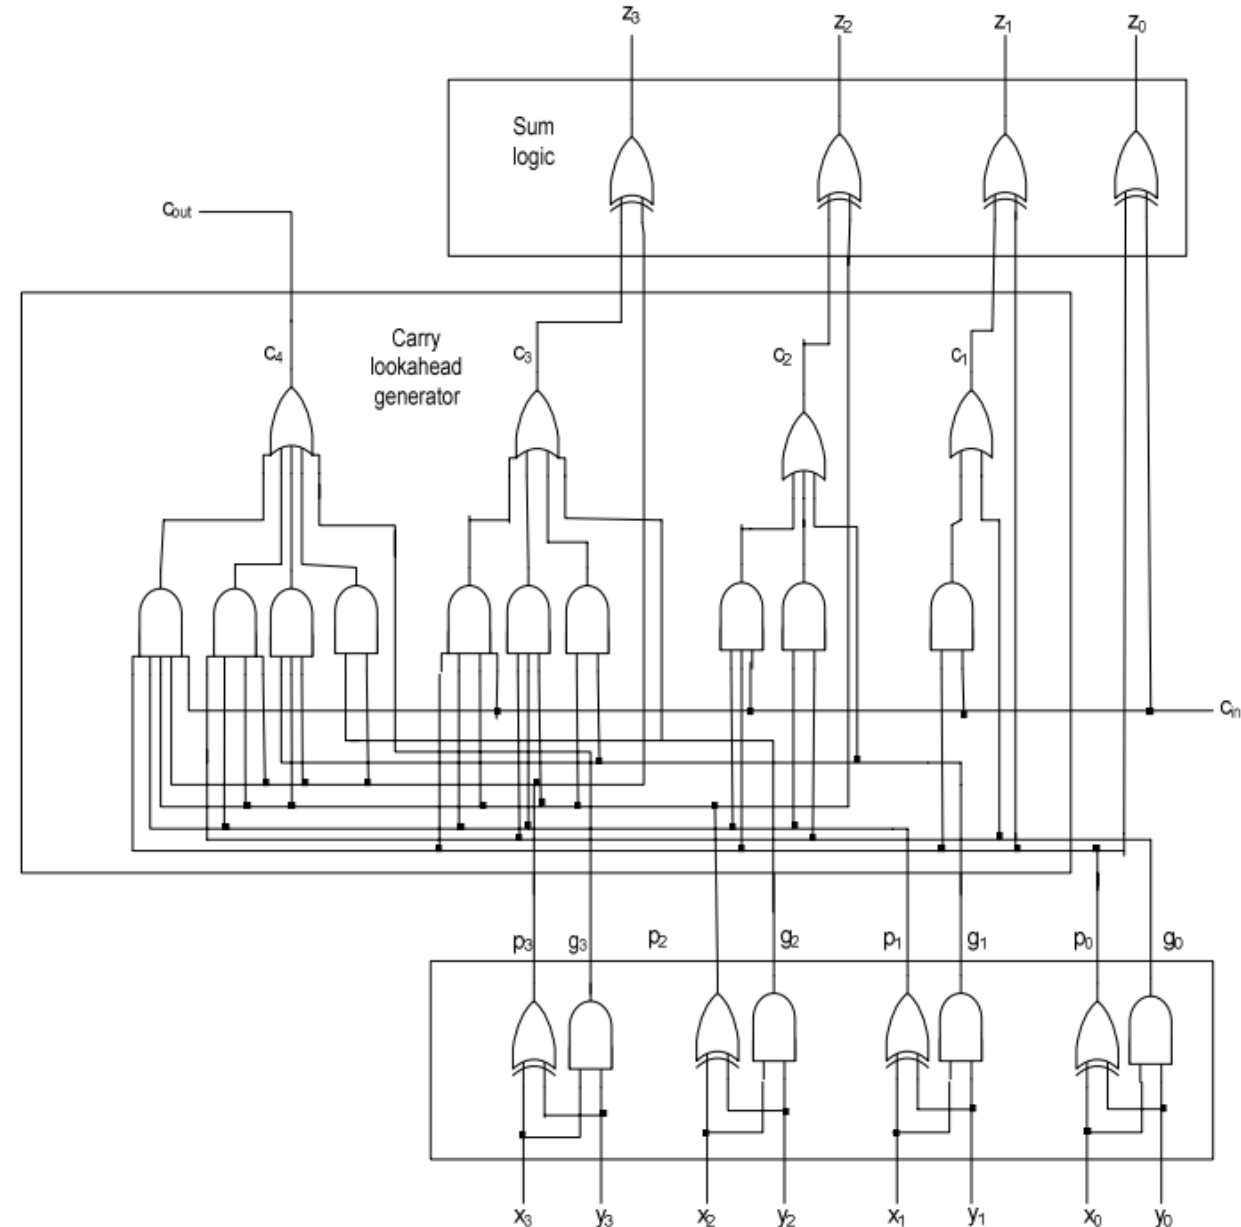 z₃ z₂ z₁ z₀
Sum
logic
cout
Carry
lookahead
generator
c₄ c₃ c₂ c₁
cin
p₃ g₃ p₂ g₂ p₁ g₁ p₀ g₀
x₃ y₃ x₂ y₂ x₁ y₁ x₀ y₀